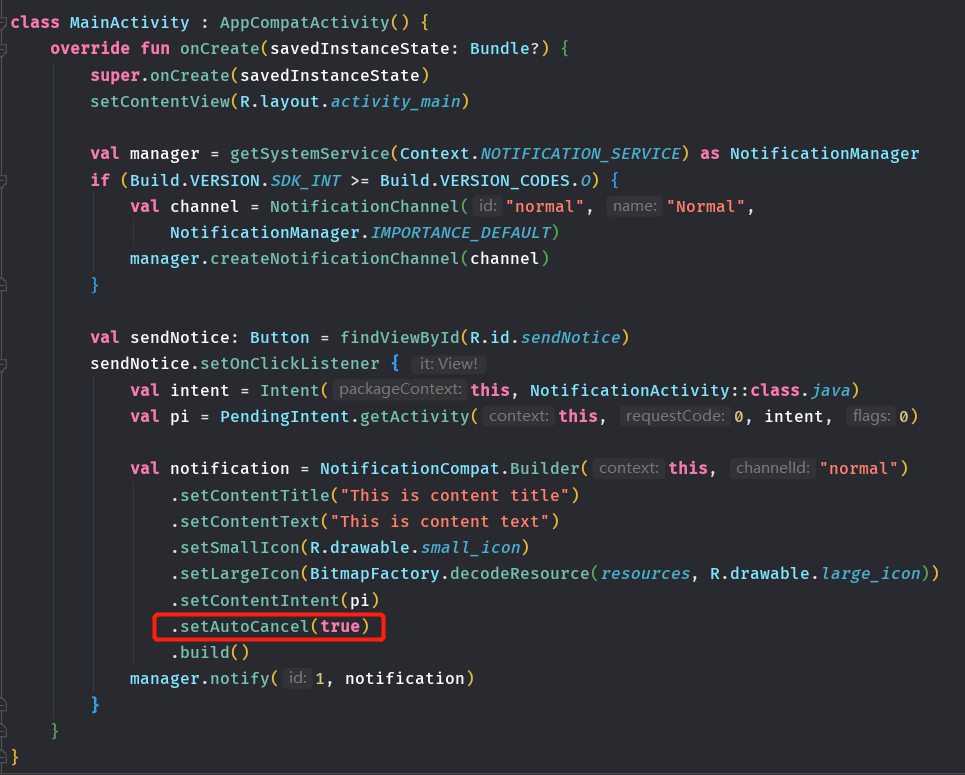 class MainActivity : AppCompatActivity() {
override fun onCreate(savedInstanceState: Bundle?) {
super.onCreate(savedInstanceState)
setContentView(R.layout.activity_main)
val manager = getSystemService(Context.NOTIFICATION_SERVICE) as NotificationManager
if (Build.VERSION.SDK_INT >= Build.VERSION_CODES.O) {
val channel = NotificationChannel( id: "normal", name: "Normal",
NotificationManager.IMPORTANCE_DEFAULT)
manager.createNotificationChannel(channel)
}
val sendNotice: Button = findViewById(R.id.sendNotice)
sendNotice.setOnClickListener { it: View!
val intent = Intent( packageContext: this, NotificationActivity::class.java)
val pi = PendingIntent.getActivity( context: this, requestCode: 0, intent, flags: 0)
val notification = NotificationCompat.Builder( context: this, channelId: "normal")
.setContentTitle("This is content title")
.setContentText("This is content text")
.setSmallIcon(R.drawable.small_icon)
.setLargeIcon(BitmapFactory.decodeResource(resources, R.drawable.large_icon))
.setContentIntent(pi)
.setAutoCancel(true)
.build()
manager.notify( id: 1, notification)
}
}
}